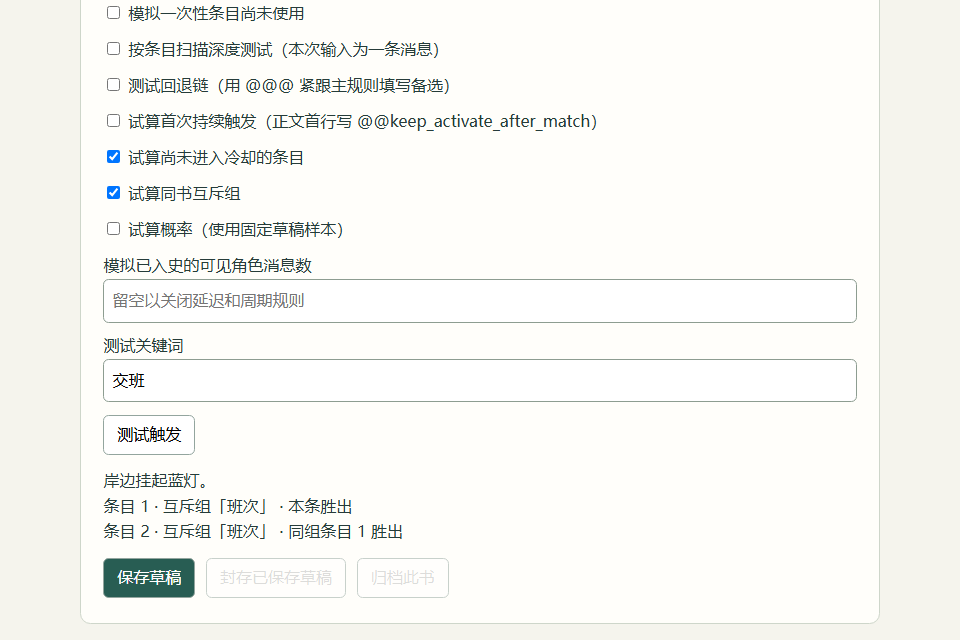 模拟一次性条目尚未使用
按条目扫描深度测试（本次输入为一条消息）
测试回退链（用 @@@ 紧跟主规则填写备选）
试算首次持续触发（正文首行写 @@keep_activate_after_match）
试算尚未进入冷却的条目
试算同书互斥组
试算概率（使用固定草稿样本）
模拟已入史的可见角色消息数
留空以关闭延迟和周期规则
测试关键词
交班
测试触发
岸边挂起蓝灯。
条目 1 · 互斥组「班次」 · 本条胜出
条目 2 · 互斥组「班次」 · 同组条目 1 胜出
保存草稿 封存已保存草稿 归档此书